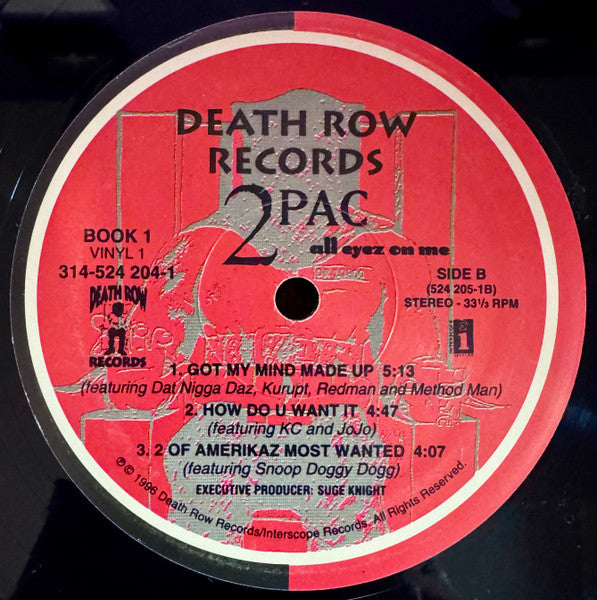 DEATH ROW
RECORDS
2PAC
all eyez on me
BOOK 1
VINYL 1
314-524 204-1
DEATH ROW
RECORDS
SIDE B
(524 205-1B)
STEREO - 33⅓ RPM
1. GOT MY MIND MADE UP 5:13
(featuring Dat Nigga Daz, Kurupt, Redman and Method Man)
2. HOW DO U WANT IT 4:47
(featuring KC and JoJo)
3. 2 OF AMERIKAZ MOST WANTED 4:07
(featuring Snoop Doggy Dogg)
EXECUTIVE PRODUCER: SUGE KNIGHT
℗ © 1996 Death Row Records/Interscope Records. All Rights Reserved.